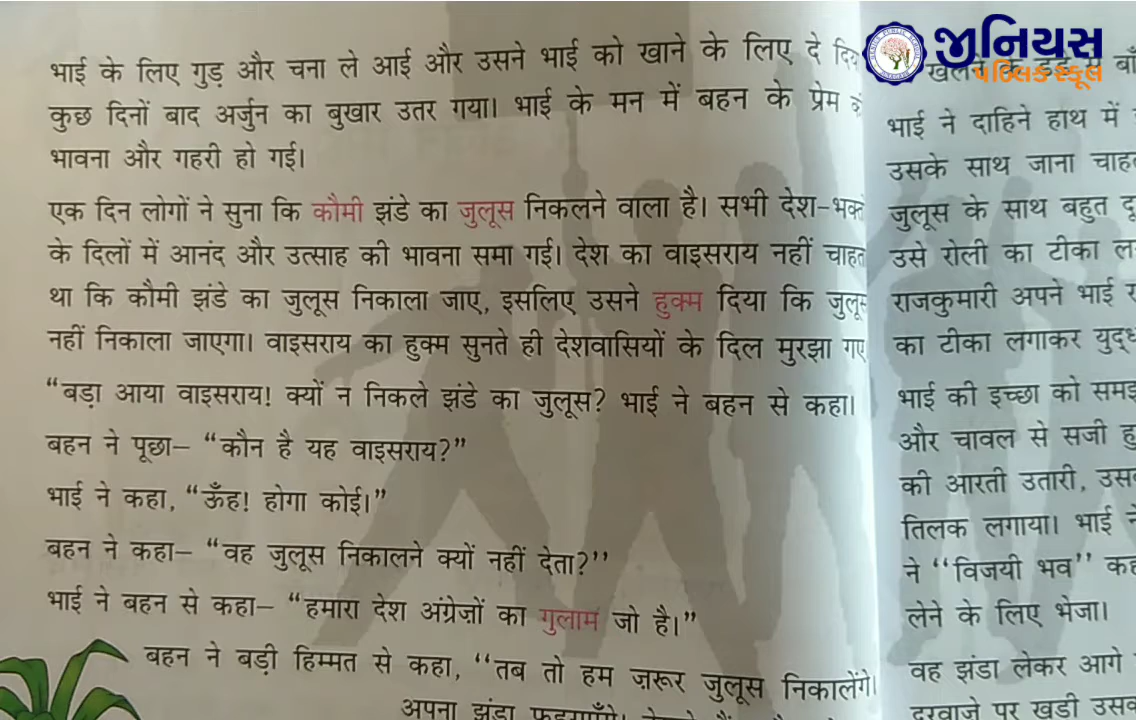 भाई के लिए गुड़ और चना ले आई और उसने भाई को खाने के लिए दे
कुछ दिनों बाद अर्जुन का बुखार उतर गया। भाई के मन में बहन के प्रेम
भावना और गहरी हो गई।
एक दिन लोगों ने सुना कि कौमी झंडे का जुलूस निकलने वाला है। सभी देश-भक्त
के दिलों में आनंद और उत्साह की भावना समा गई। देश का वाइसराय नहीं
था कि कौमी झंडे का जुलूस निकाला जाए, इसलिए उसने हुक्म दिया कि जुलूस
नहीं निकाला जाएगा। वाइसराय का हुक्म सुनते ही देशवासियों के दिल मुरझा गए
“बड़ा आया वाइसराय! क्यों न निकले झंडे का जुलूस? भाई ने बहन से कहा।
बहन ने पूछा– “कौन है यह वाइसराय?”
भाई ने कहा, “ऊँह! होगा कोई।”
बहन ने कहा– “वह जुलूस निकालने क्यों नहीं देता?’’
भाई ने बहन से कहा– “हमारा देश अंग्रेज़ों का गुलाम जो है।”
बहन ने बड़ी हिम्मत से कहा, ‘‘तब तो हम ज़रूर जुलूस निकालेंगे।
अपना झंडा
જીનિયસ
પબ્લિક સ્કૂલ
भाई ने दाहिने हाथ में
उसके साथ जाना
जुलूस के साथ बहुत
उसे रोली का टीका
राजकुमारी अपने भाई
का टीका लगाकर
भाई की इच्छा को
और चावल से सजी
की आरती उतारी,
तिलक लगाया। भाई
ने ‘‘विजयी भव’’
लेने के लिए भेजा।
वह झंडा लेकर आगे
दरवाजे पर खड़ी